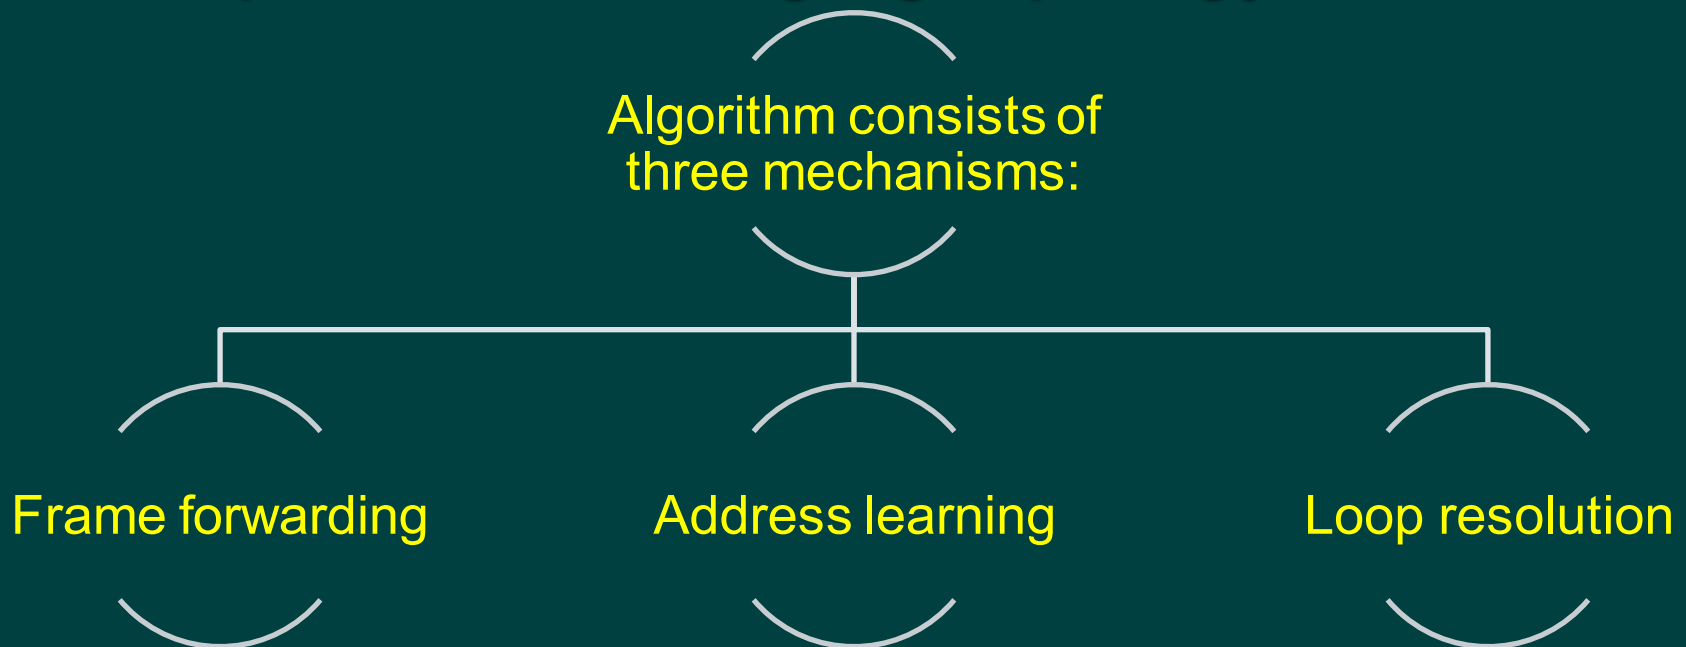 Algorithm consists of
three mechanisms:
Frame forwarding
Address learning
Loop resolution